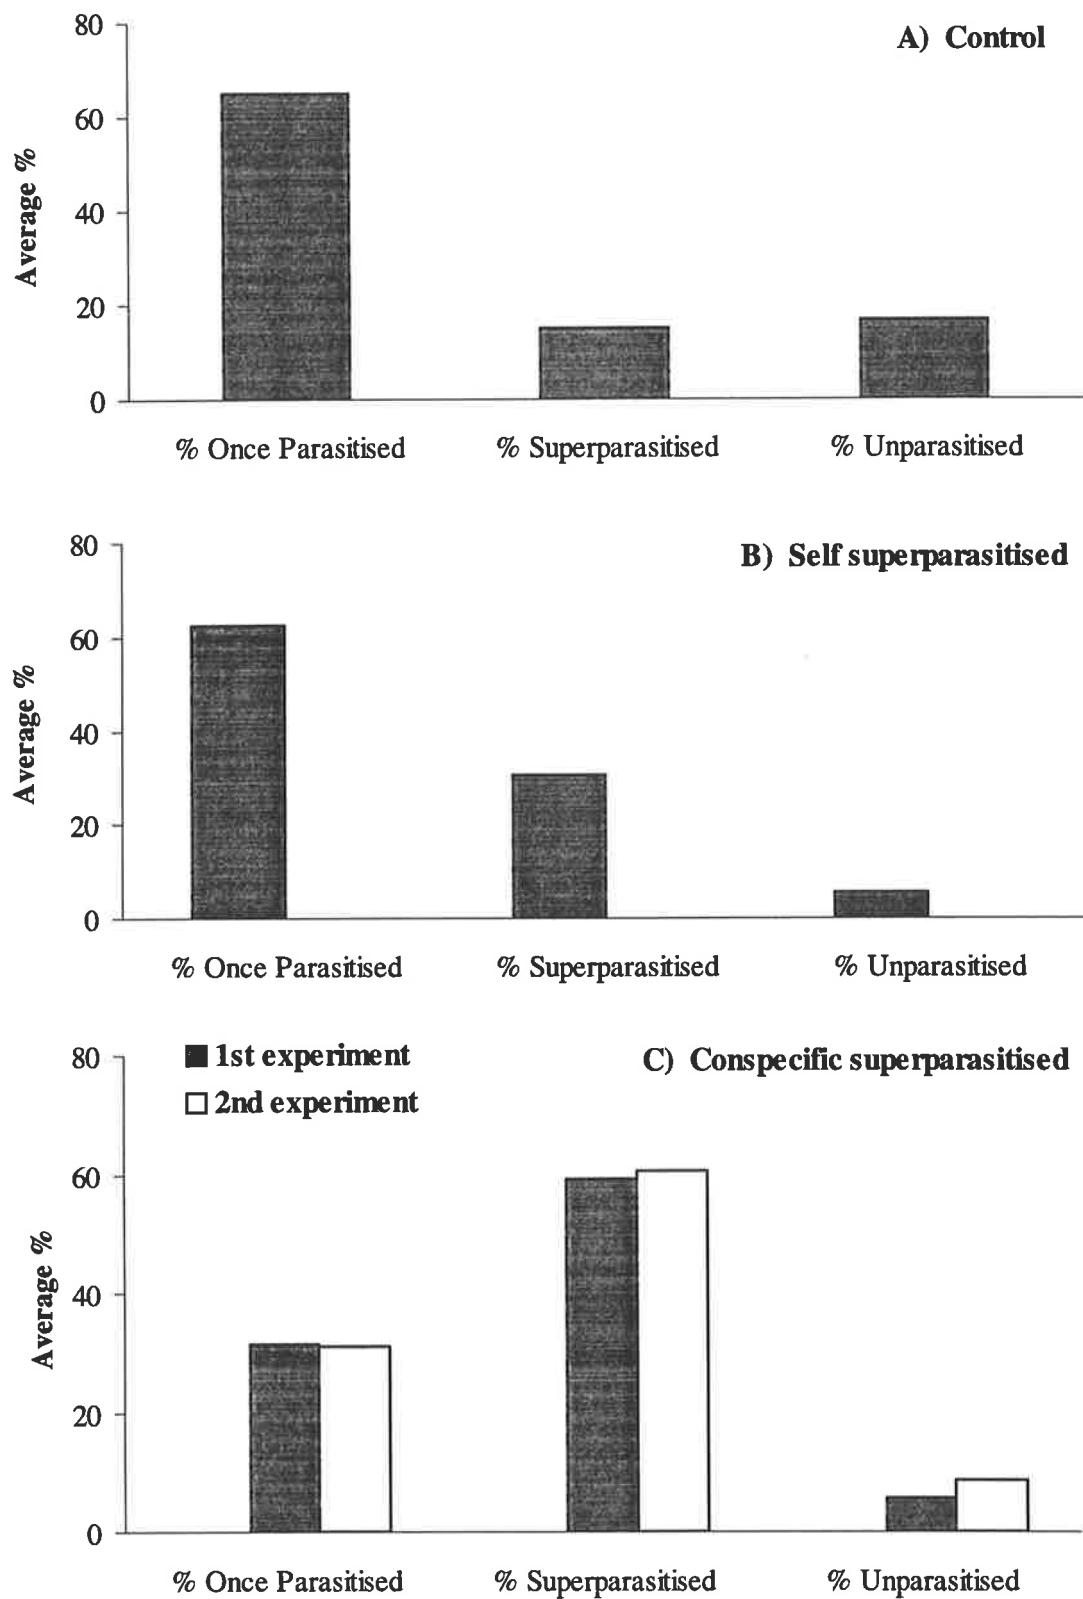 A) Control
80
60
40
20
0
Average %
% Once Parasitised % Superparasitised % Unparasitised
B) Self superparasitised
80
60
40
20
0
Average %
% Once Parasitised % Superparasitised % Unparasitised
C) Conspecific superparasitised
1st experiment
2nd experiment
80
60
40
20
0
Average %
% Once Parasitised % Superparasitised % Unparasitised